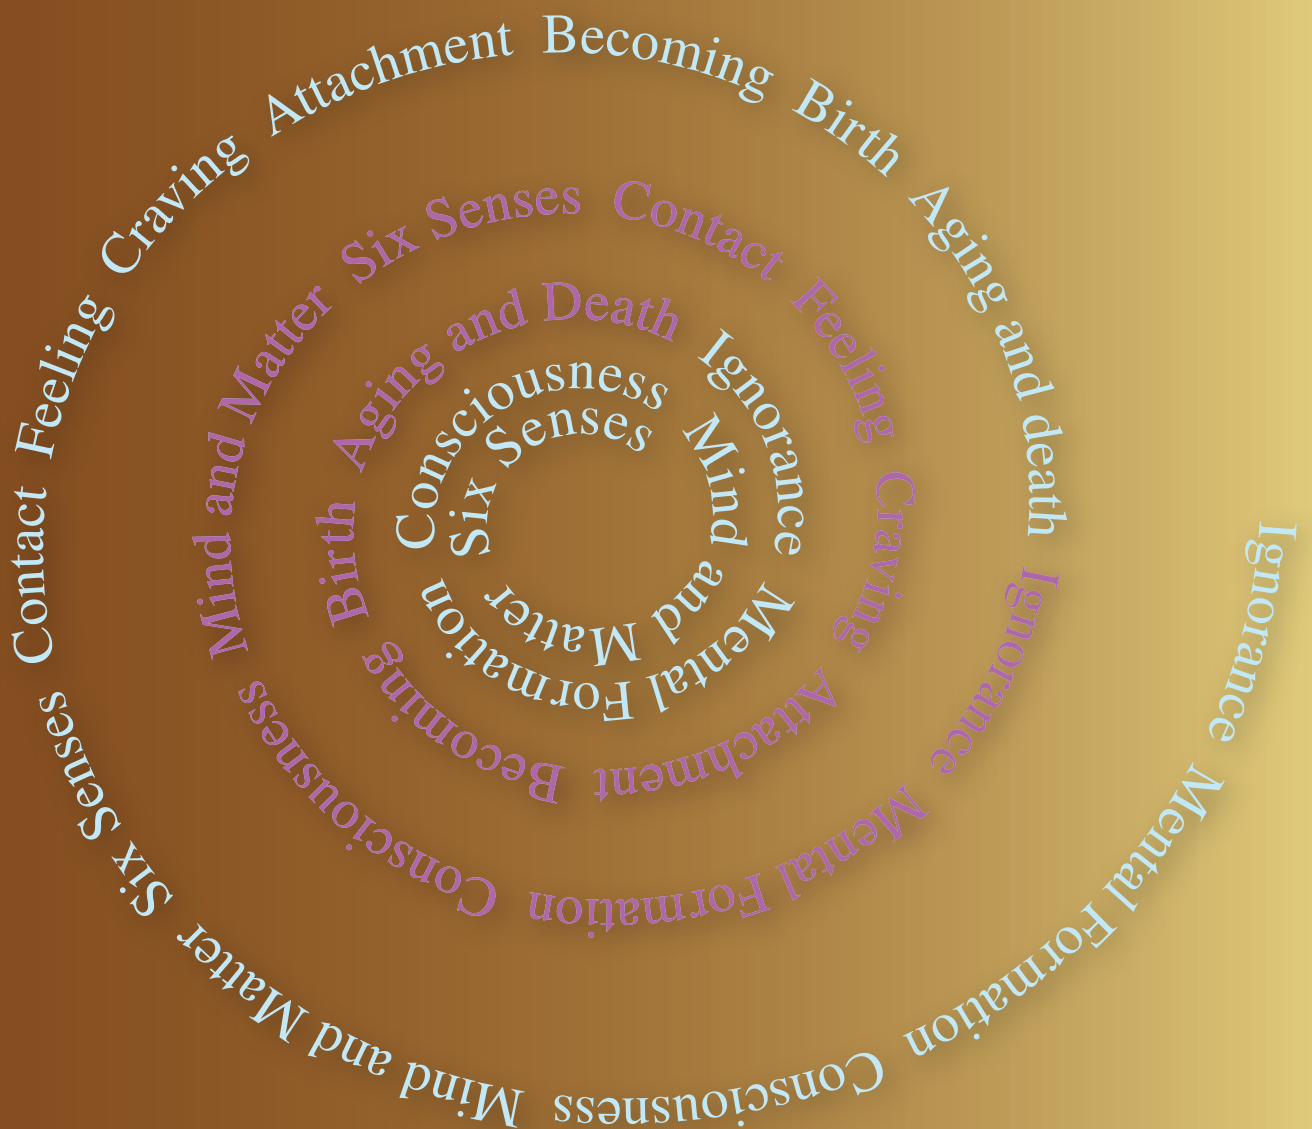 Ignorance Mental Formation Consciousness Mind and Matter Six Senses Contact Feeling Craving Attachment Becoming Birth Aging and death
Ignorance Mental Formation Consciousness Mind and Matter Six Senses Contact Feeling Craving Attachment Becoming Birth Aging and Death
Ignorance Mental Formation Consciousness Mind and Matter Six Senses